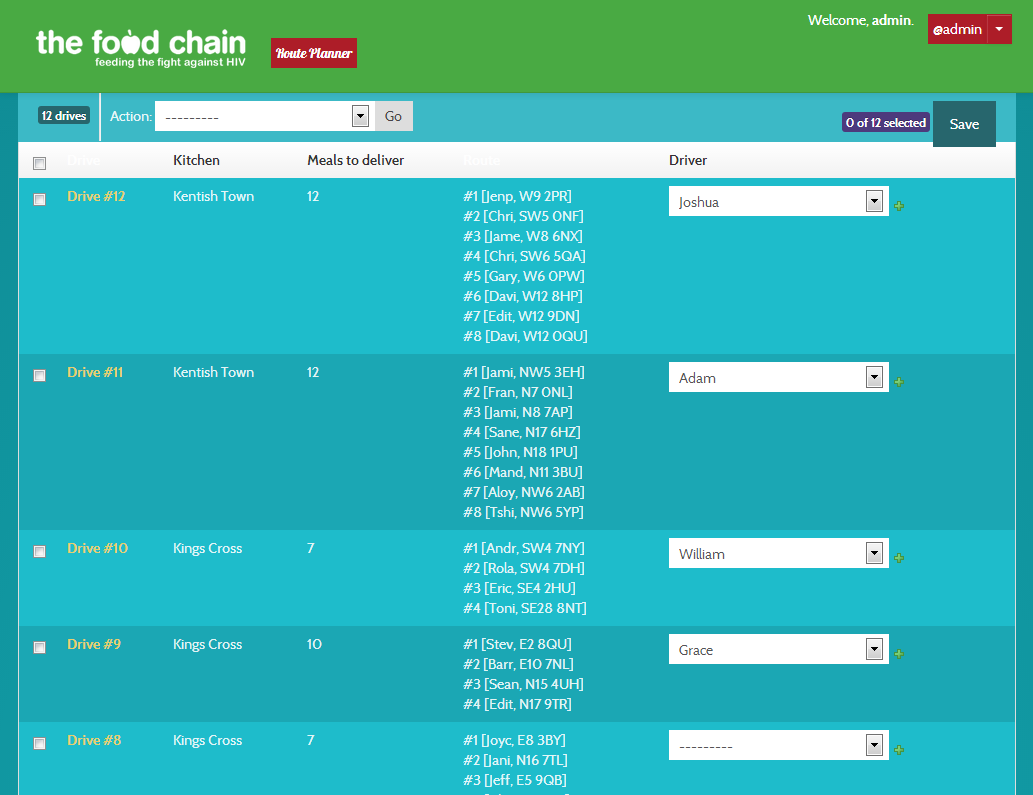 Welcome, admin.
@admin
the food chain
feeding the fight against HIV
Route Planner
12 drives
Action:
---------
Go
0 of 12 selected
Save
Drive
Kitchen
Meals to deliver
Route
Driver
Drive #12
Kentish Town
12
#1 [Jenp, W9 2PR]
#2 [Chri, SW5 0NF]
#3 [Jame, W8 6NX]
#4 [Chri, SW6 5QA]
#5 [Gary, W6 0PW]
#6 [Davi, W12 8HP]
#7 [Edit, W12 9DN]
#8 [Davi, W12 0QU]
Joshua
Drive #11
Kentish Town
12
#1 [Jami, NW5 3EH]
#2 [Fran, N7 0NL]
#3 [Jami, N8 7AP]
#4 [Sane, N17 6HZ]
#5 [John, N18 1PU]
#6 [Mand, N11 3BU]
#7 [Aloy, NW6 2AB]
#8 [Tshi, NW6 5YP]
Adam
Drive #10
Kings Cross
7
#1 [Andr, SW4 7NY]
#2 [Rola, SW4 7DH]
#3 [Eric, SE4 2HU]
#4 [Toni, SE28 8NT]
William
Drive #9
Kings Cross
10
#1 [Stev, E2 8QU]
#2 [Barr, E10 7NL]
#3 [Sean, N15 4UH]
#4 [Edit, N17 9TR]
Grace
Drive #8
Kings Cross
7
#1 [Joyc, E8 3BY]
#2 [Jani, N16 7TL]
#3 [Jeff, E5 9QB]
---------